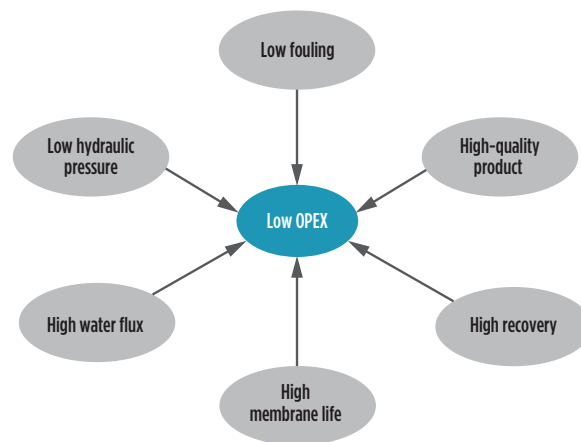 Low fouling
Low hydraulic
pressure
High-quality
product
Low OPEX
High water flux
High recovery
High
membrane life